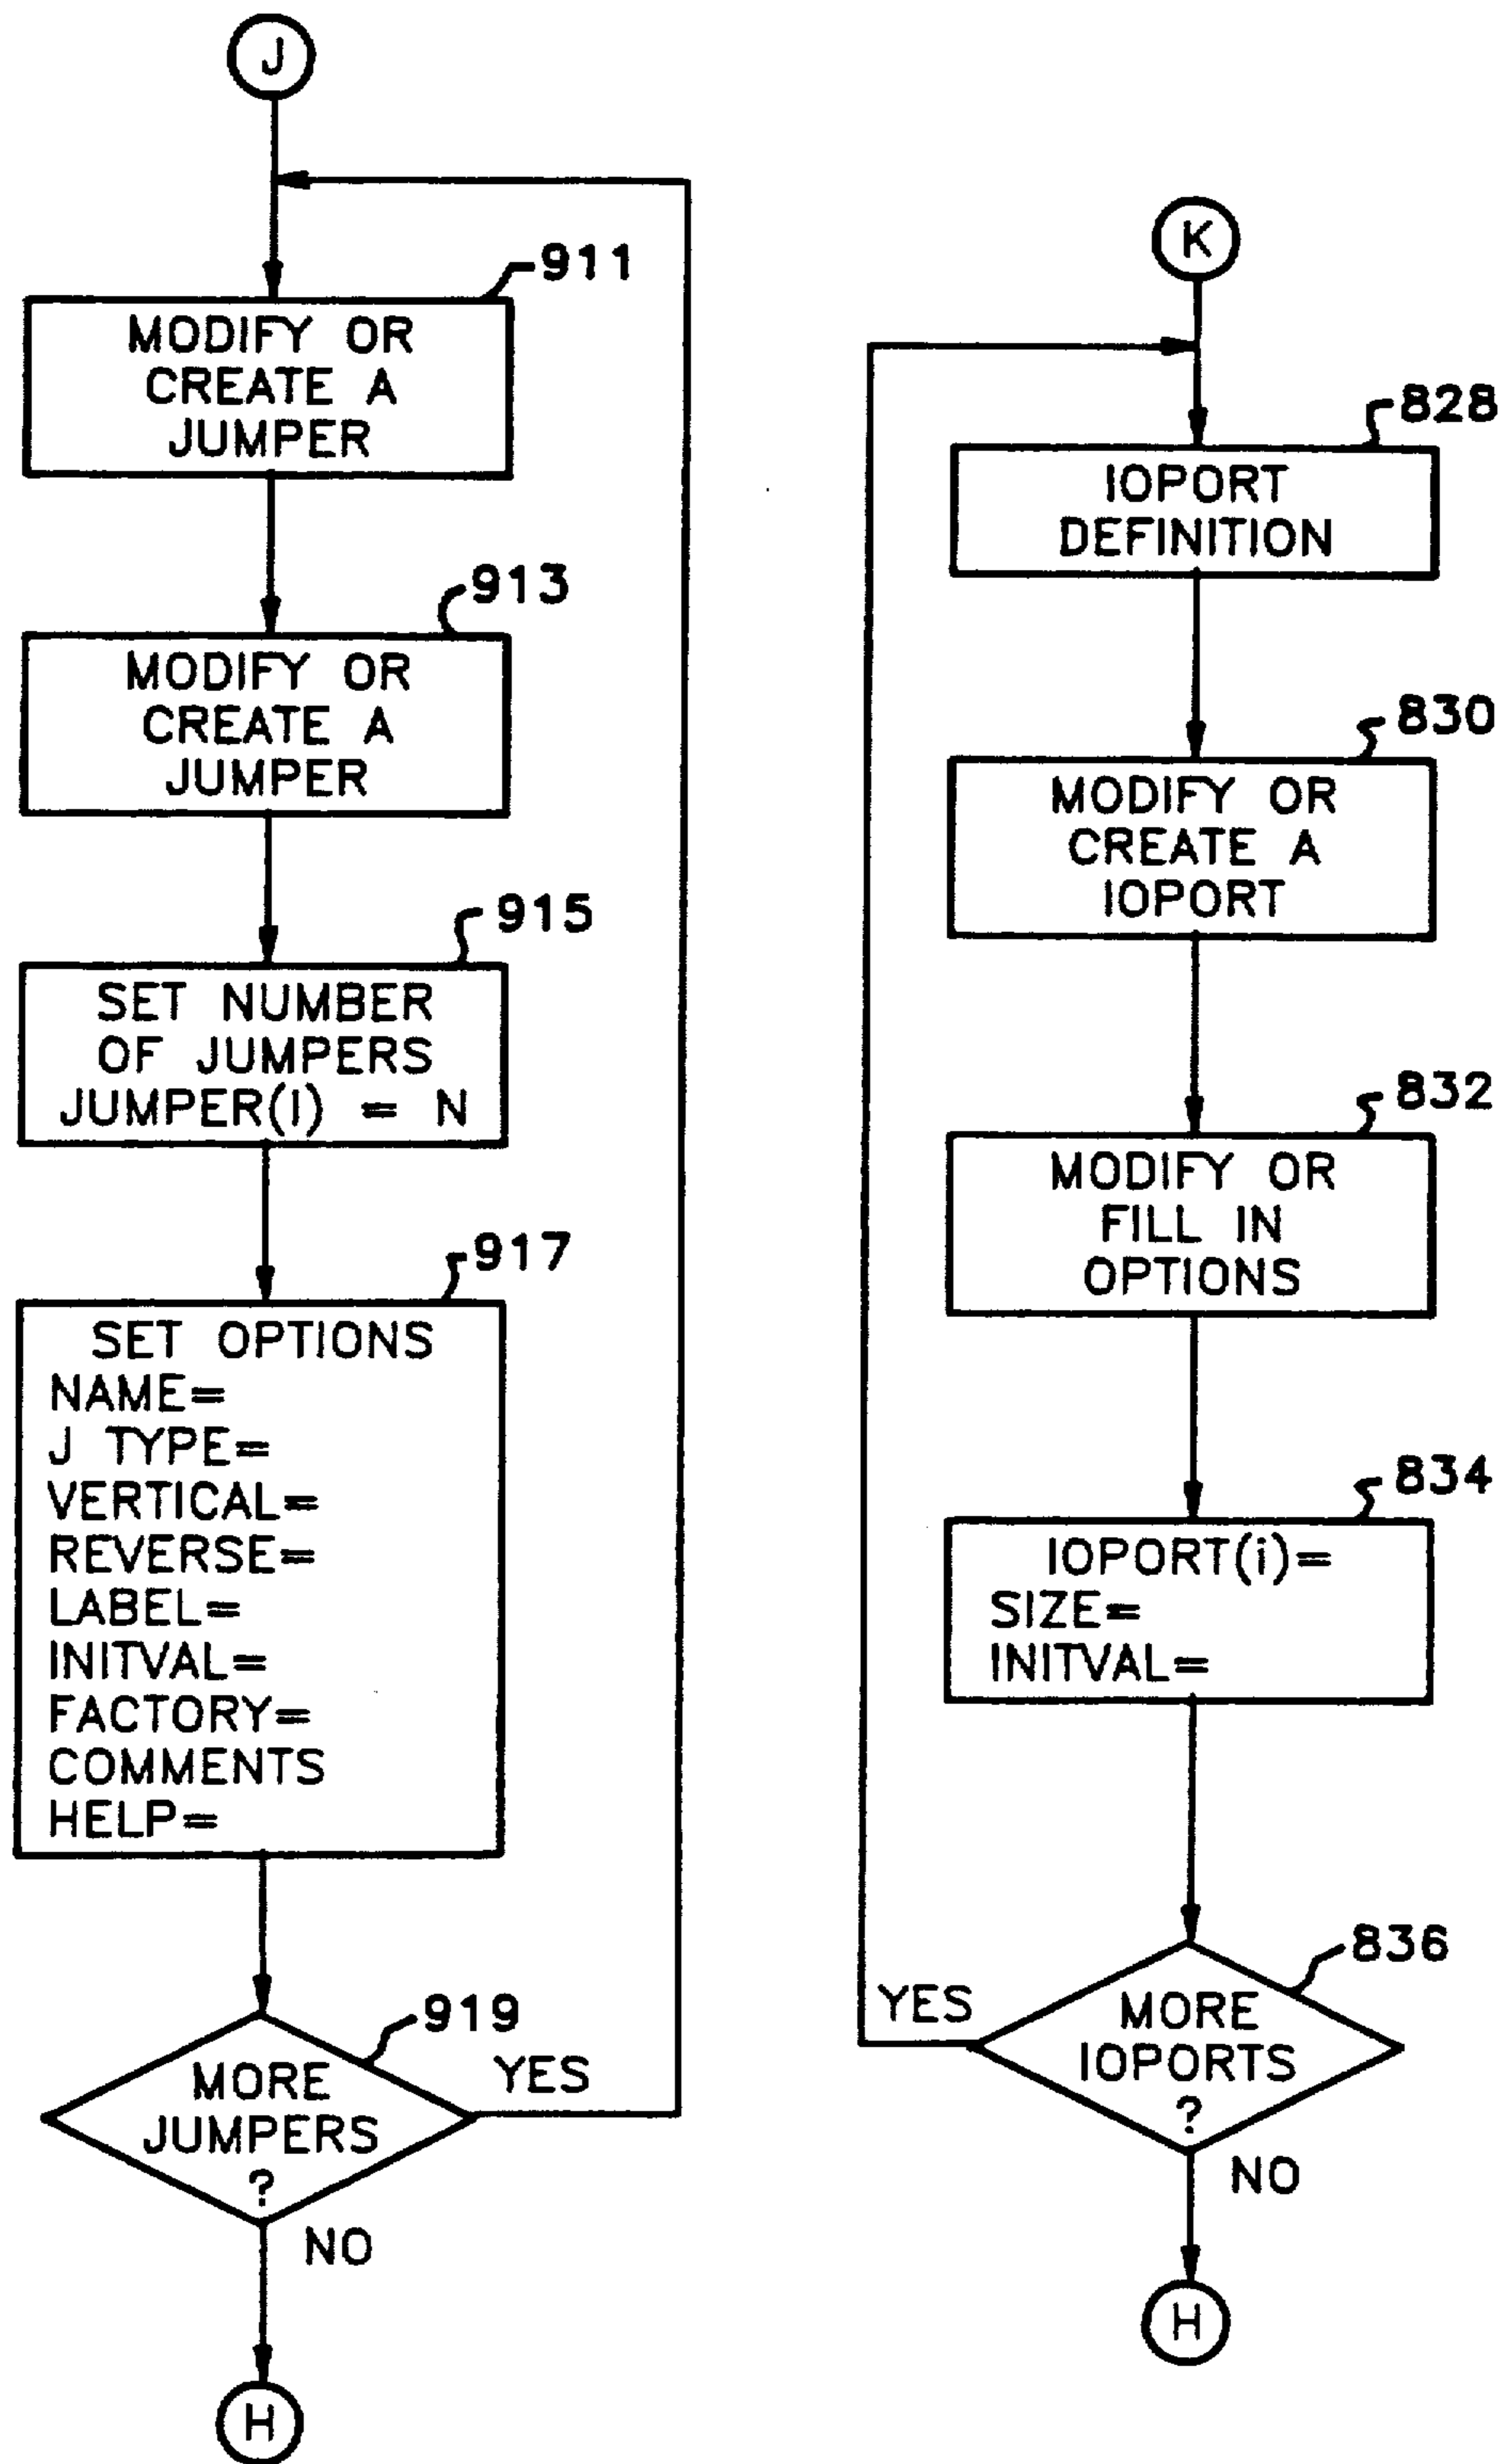 J
911
MODIFY OR
CREATE A
JUMPER
913
MODIFY OR
CREATE A
JUMPER
915
SET NUMBER
OF JUMPERS
JUMPER(I) = N
917
SET OPTIONS
NAME=
J TYPE=
VERTICAL=
REVERSE=
LABEL=
INITVAL=
FACTORY=
COMMENTS
HELP=
919
MORE
JUMPERS
?
YES
NO
H
K
828
IOPORT
DEFINITION
830
MODIFY OR
CREATE A
IOPORT
832
MODIFY OR
FILL IN
OPTIONS
834
IOPORT(i)=
SIZE=
INITVAL=
836
MORE
IOPORTS
?
YES
NO
H